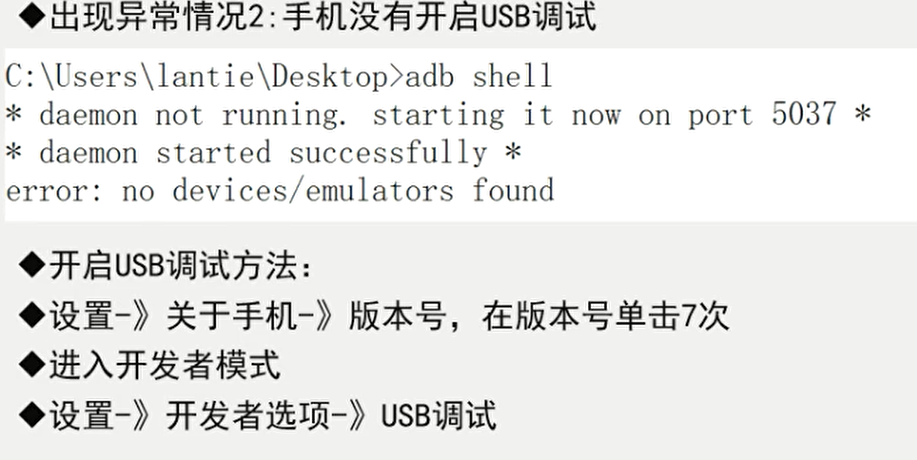 ◆出现异常情况2:手机没有开启USB调试
C:\Users\lantie\Desktop>adb shell
* daemon not running. starting it now on port 5037 *
* daemon started successfully *
error: no devices/emulators found
◆开启USB调试方法：
◆设置-》关于手机-》版本号，在版本号单击7次
◆进入开发者模式
◆设置-》开发者选项-》USB调试